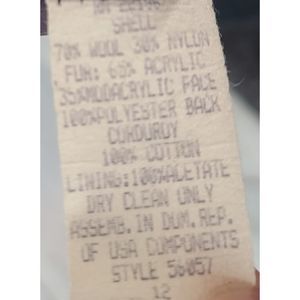 SHELL
70% WOOL 30% NYLON
FUR: 65% ACRYLIC
35%MODACRYLIC FACE
100%POLYESTER BACK
CORDUROY
100% COTTON
LINING:100%ACETATE
DRY CLEAN ONLY
ASSEMB.IN DOM.REP.
OF USA COMPONENTS
STYLE 56057
12